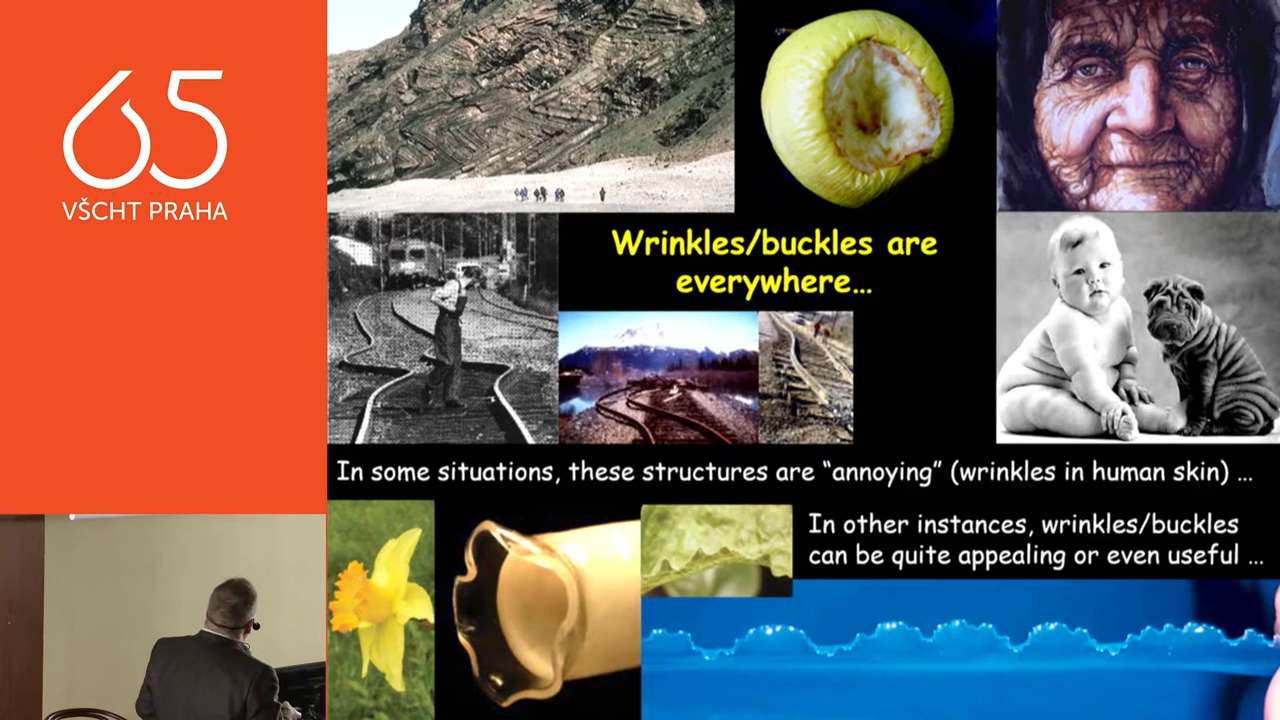 65
VŠCHT PRAHA
Wrinkles/buckles are
everywhere…
In some situations, these structures are “annoying” (wrinkles in human skin) …
In other instances, wrinkles/buckles
can be quite appealing or even useful …